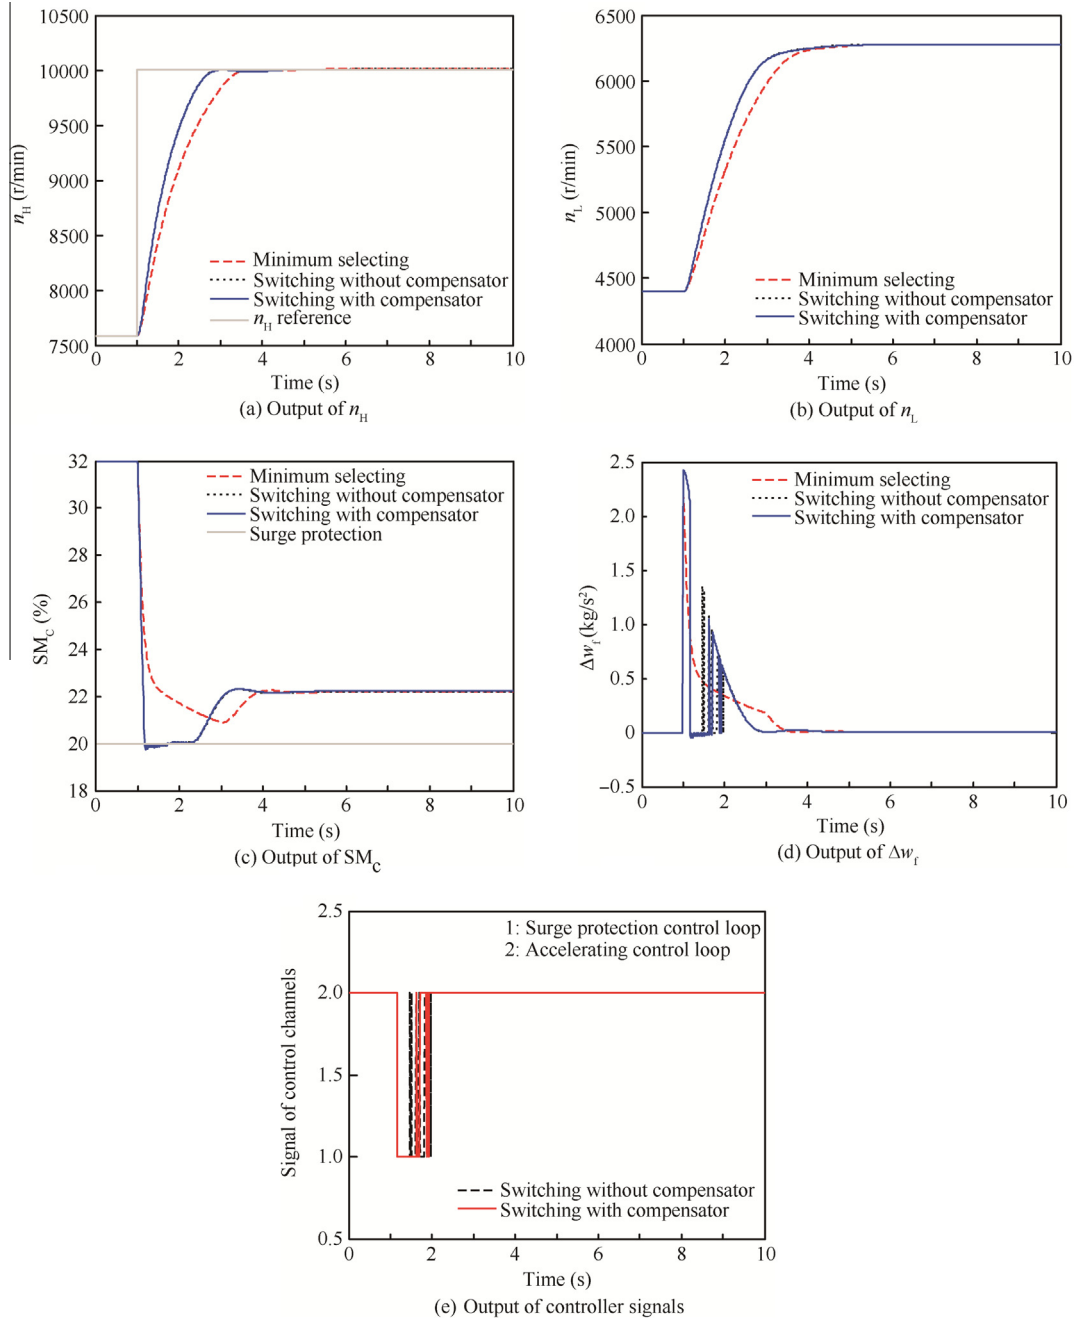 10500
10000
9500
9000
8500
8000
7500
n_H (r/min)
Minimum selecting
Switching without compensator
Switching with compensator
n_H reference
0 2 4 6 8 10
Time (s)
(a) Output of n_H
6500
6000
5500
5000
4500
4000
n_L (r/min)
Minimum selecting
Switching without compensator
Switching with compensator
0 2 4 6 8 10
Time (s)
(b) Output of n_L
32
30
28
26
24
22
20
18
SM_C (%)
Minimum selecting
Switching without compensator
Switching with compensator
Surge protection
0 2 4 6 8 10
Time (s)
(c) Output of SM_C
2.5
2.0
1.5
1.0
0.5
0
−0.5
Δw_f (kg/s²)
Minimum selecting
Switching without compensator
Switching with compensator
0 2 4 6 8 10
Time (s)
(d) Output of Δw_f
2.5
2.0
1.5
1.0
0.5
Signal of control channels
1: Surge protection control loop
2: Accelerating control loop
Switching without compensator
Switching with compensator
0 2 4 6 8 10
Time (s)
(e) Output of controller signals